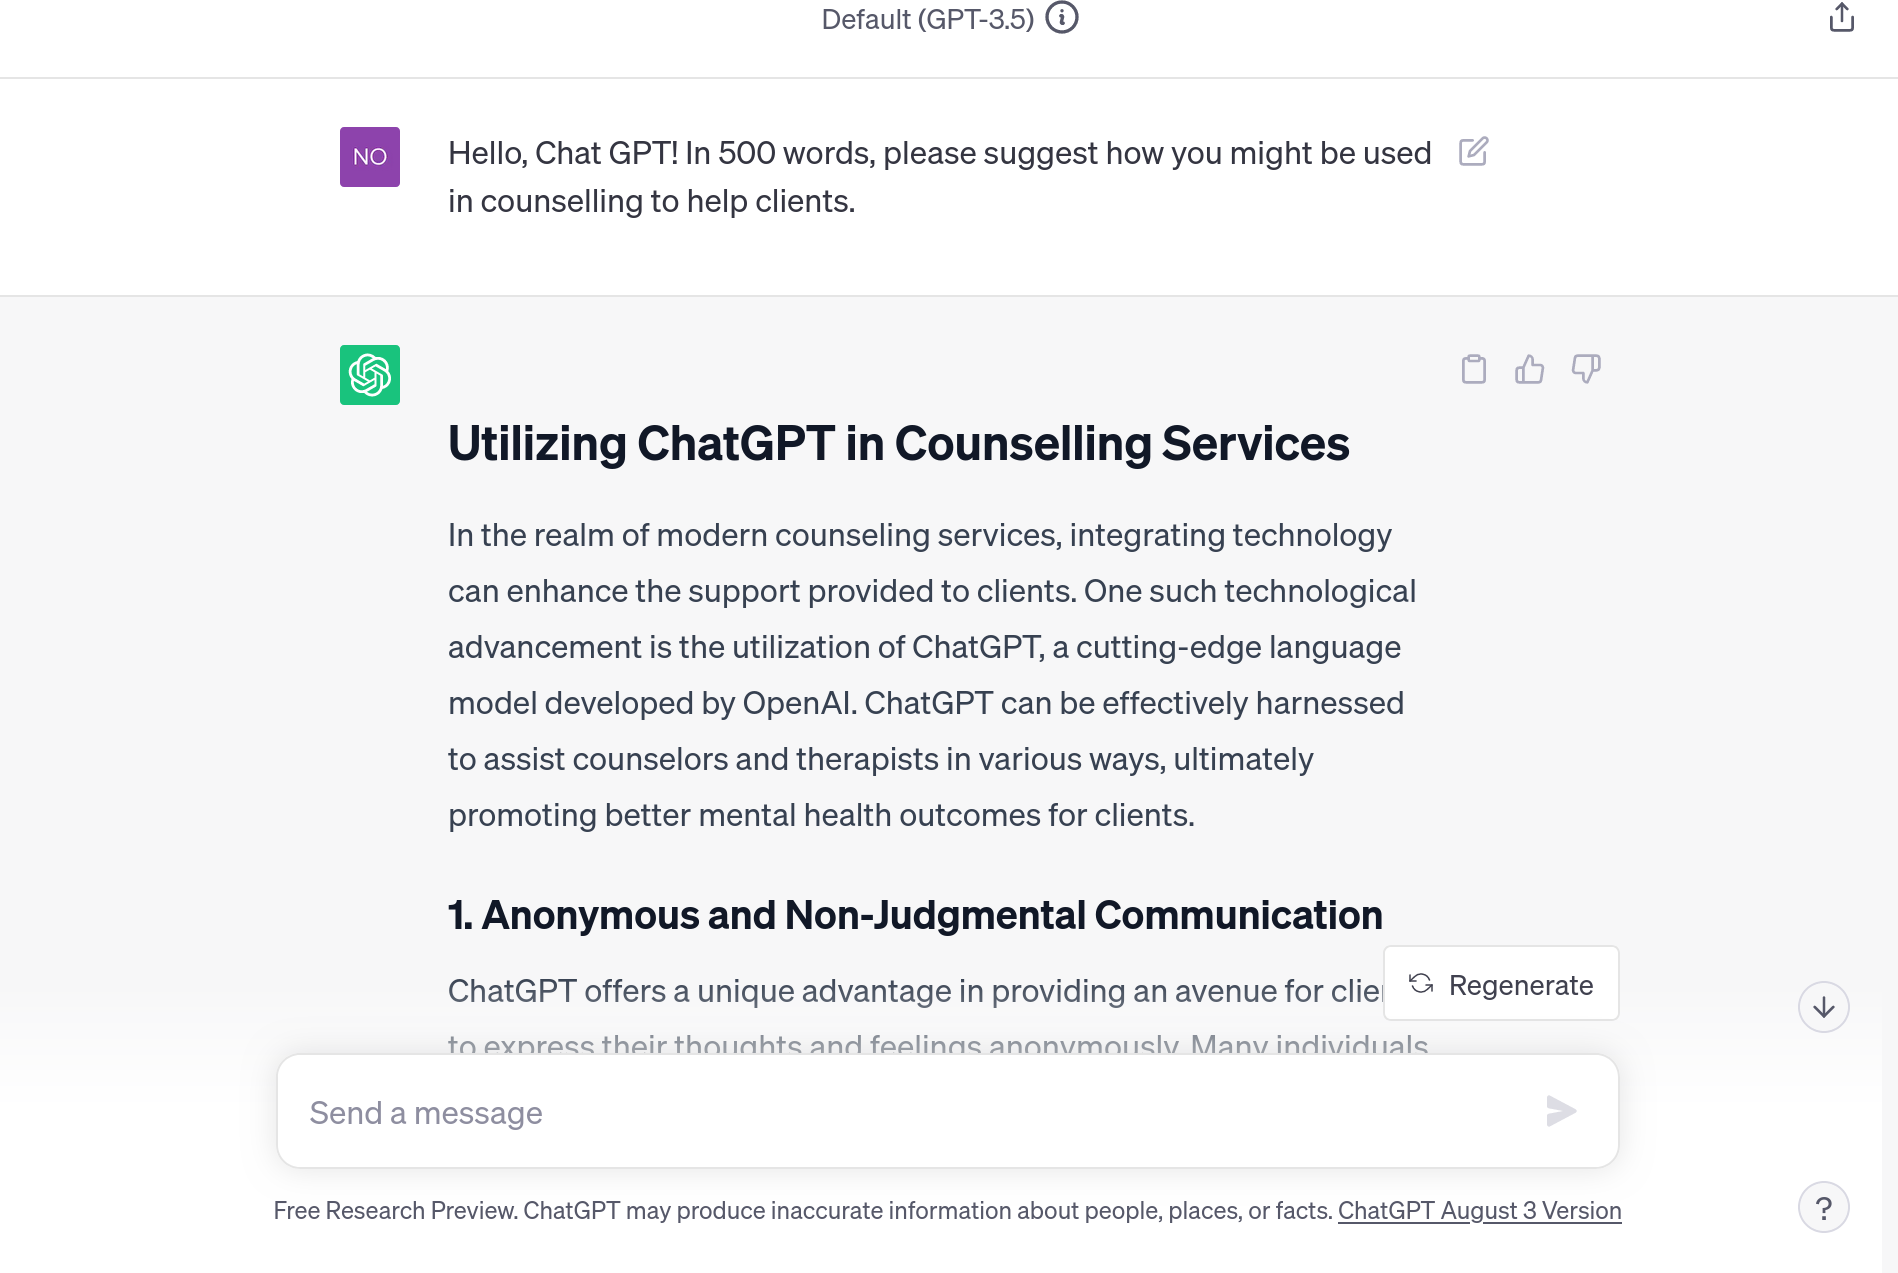 Default (GPT-3.5)
NO
Hello, Chat GPT! In 500 words, please suggest how you might be used
in counselling to help clients.
Utilizing ChatGPT in Counselling Services
In the realm of modern counseling services, integrating technology
can enhance the support provided to clients. One such technological
advancement is the utilization of ChatGPT, a cutting-edge language
model developed by OpenAI. ChatGPT can be effectively harnessed
to assist counselors and therapists in various ways, ultimately
promoting better mental health outcomes for clients.
1. Anonymous and Non-Judgmental Communication
ChatGPT offers a unique advantage in providing an avenue for
Regenerate
to express their thoughts and feelings anonymously. Many individuals
Send a message
Free Research Preview. ChatGPT may produce inaccurate information about people, places, or facts. ChatGPT August 3 Version
?